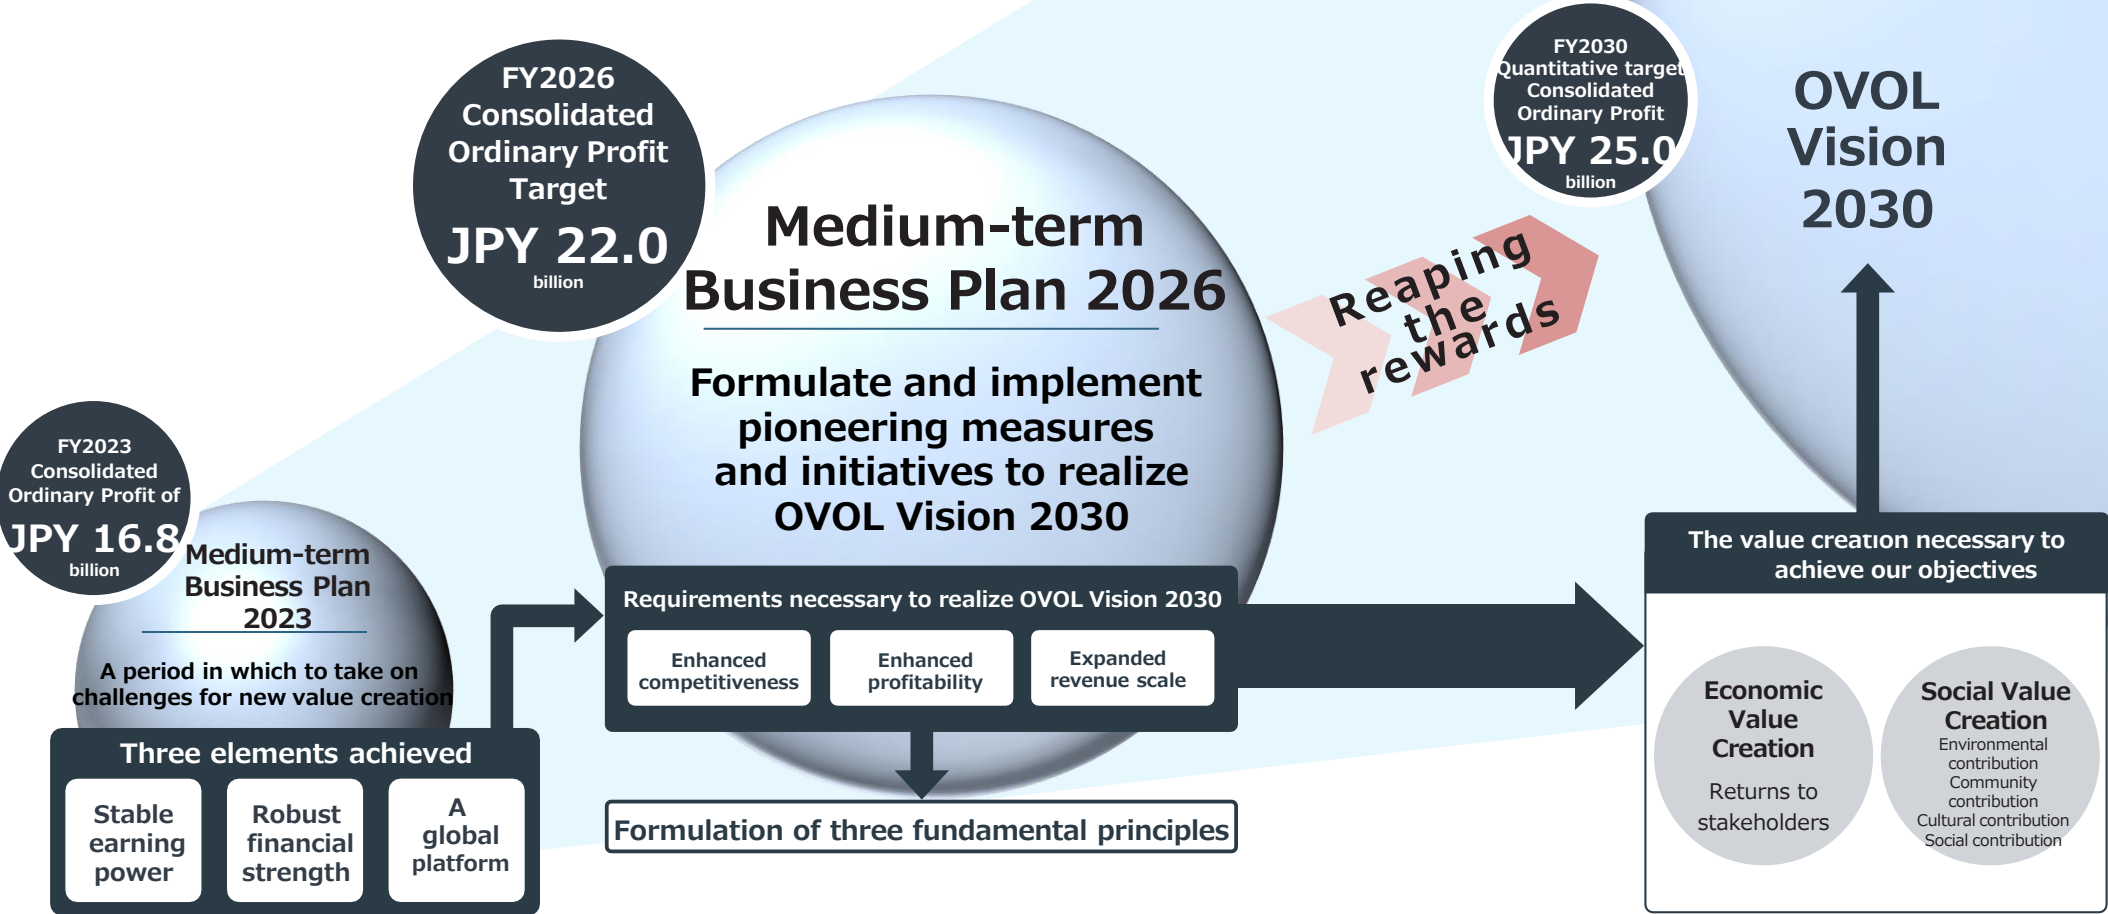 FY2023
Consolidated
Ordinary Profit of
JPY 16.8
billion
Medium-term
Business Plan
2023
A period in which to take on
challenges for new value creation
Three elements achieved
Stable
earning
power
Robust
financial
strength
A
global
platform
FY2026
Consolidated
Ordinary Profit
Target
JPY 22.0
billion
Medium-term
Business Plan 2026
Formulate and implement
pioneering measures
and initiatives to realize
OVOL Vision 2030
Requirements necessary to realize OVOL Vision 2030
Enhanced
competitiveness
Enhanced
profitability
Expanded
revenue scale
Formulation of three fundamental principles
Reaping
the
rewards
FY2030
Quantitative target
Consolidated
Ordinary Profit
JPY 25.0
billion
OVOL
Vision
2030
The value creation necessary to
achieve our objectives
Economic
Value
Creation
Returns to
stakeholders
Social Value
Creation
Environmental
contribution
Community
contribution
Cultural contribution
Social contribution